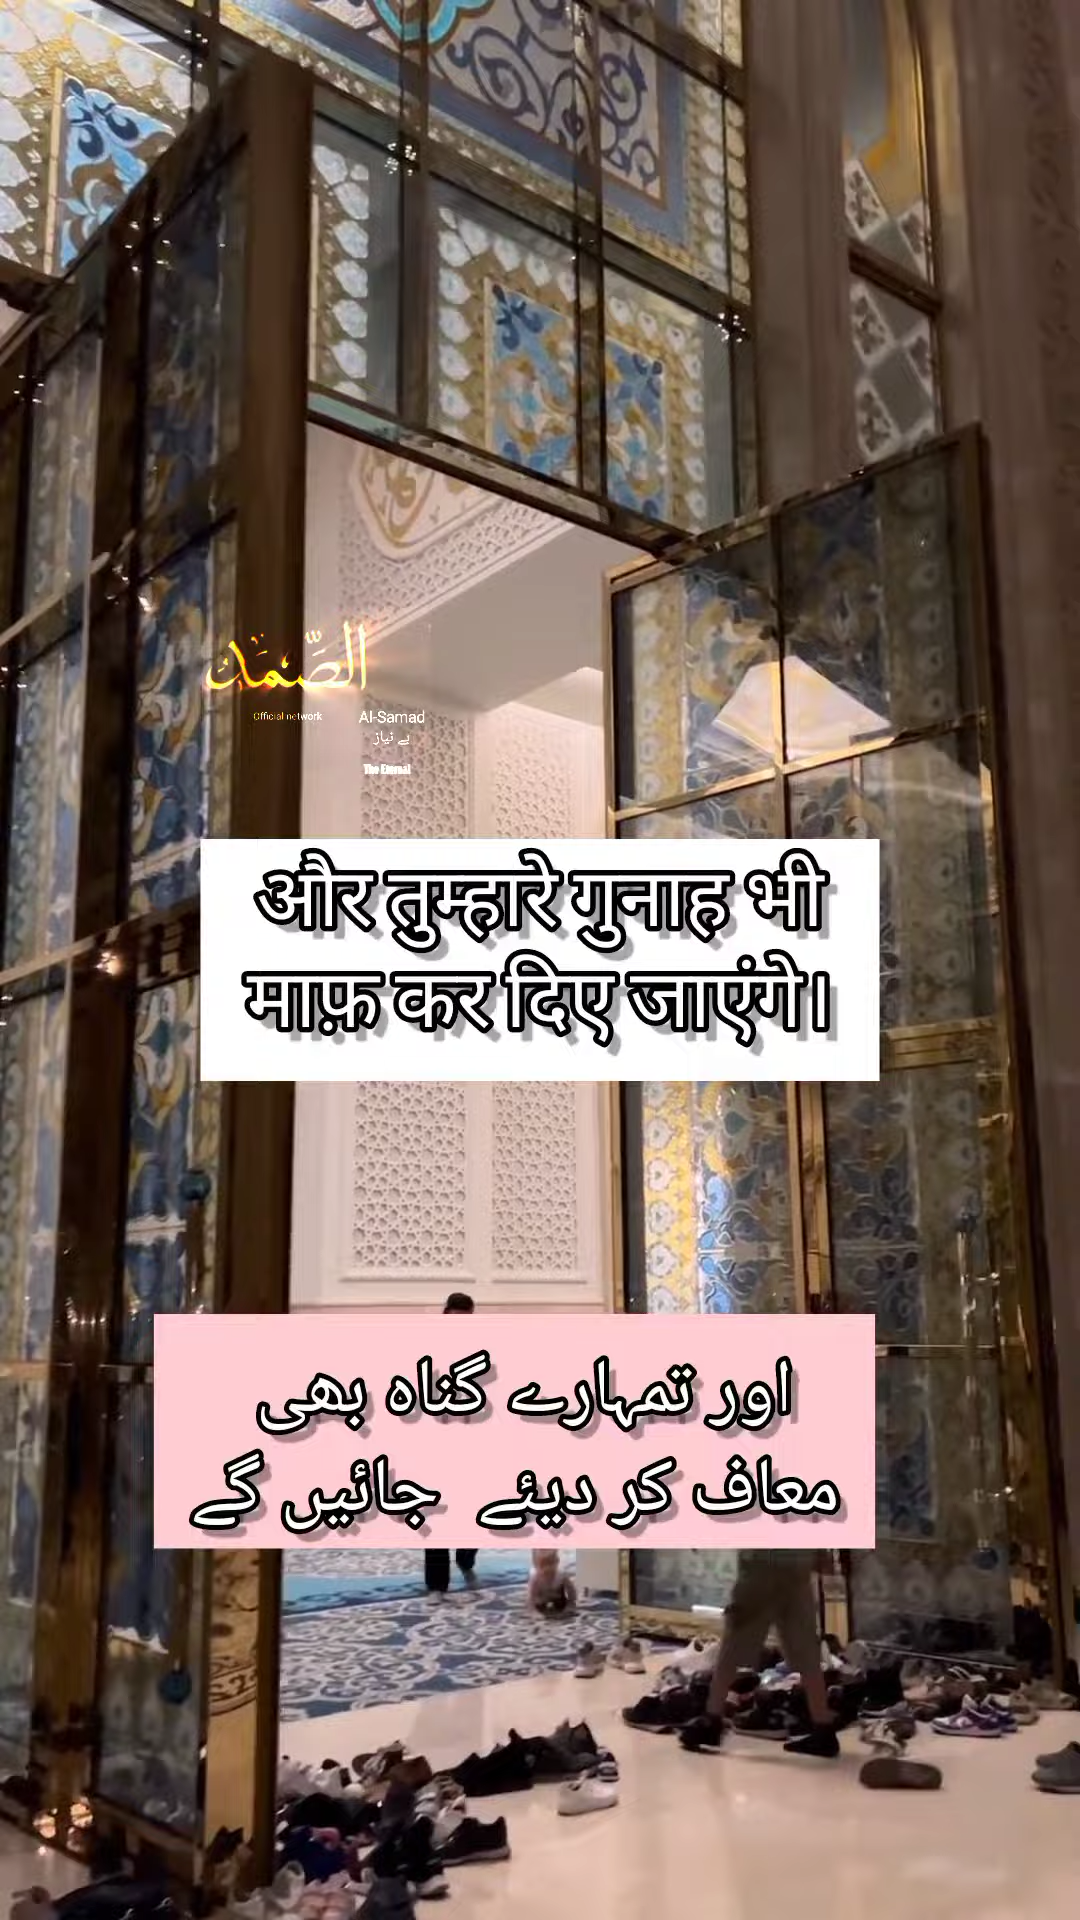 الصَّمَد
Official network
Al-Samad
بے نیاز
The Eternal
और तुम्हारे गुनाह भी
माफ़ कर दिए जाएंगे।
اور تمہارے گناہ بھی
معاف کر دیئے جائیں گے